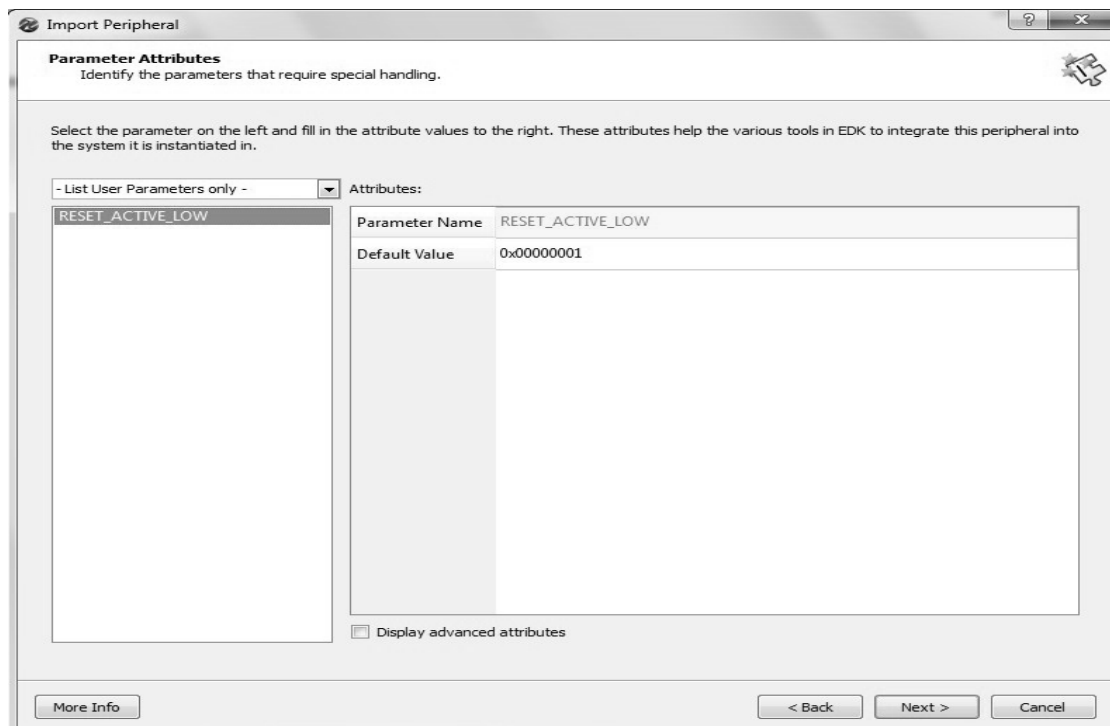 Import Peripheral
Parameter Attributes
Identify the parameters that require special handling.
Select the parameter on the left and fill in the attribute values to the right. These attributes help the various tools in EDK to integrate this peripheral into
the system it is instantiated in.
- List User Parameters only -
Attributes:
RESET_ACTIVE_LOW
Parameter Name RESET_ACTIVE_LOW
Default Value 0x00000001
Display advanced attributes
More Info
< Back
Next >
Cancel